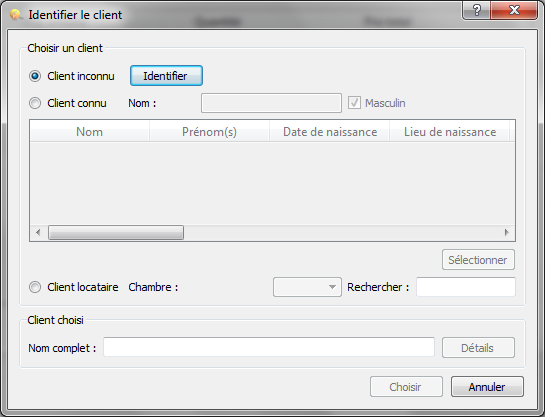 Identifier le client
Choisir un client
Client inconnu Identifier
Client connu Nom : Masculin
Nom Prénom(s) Date de naissance Lieu de naissance
Sélectionner
Client locataire Chambre : Rechercher :
Client choisi
Nom complet : Détails
Choisir Annuler